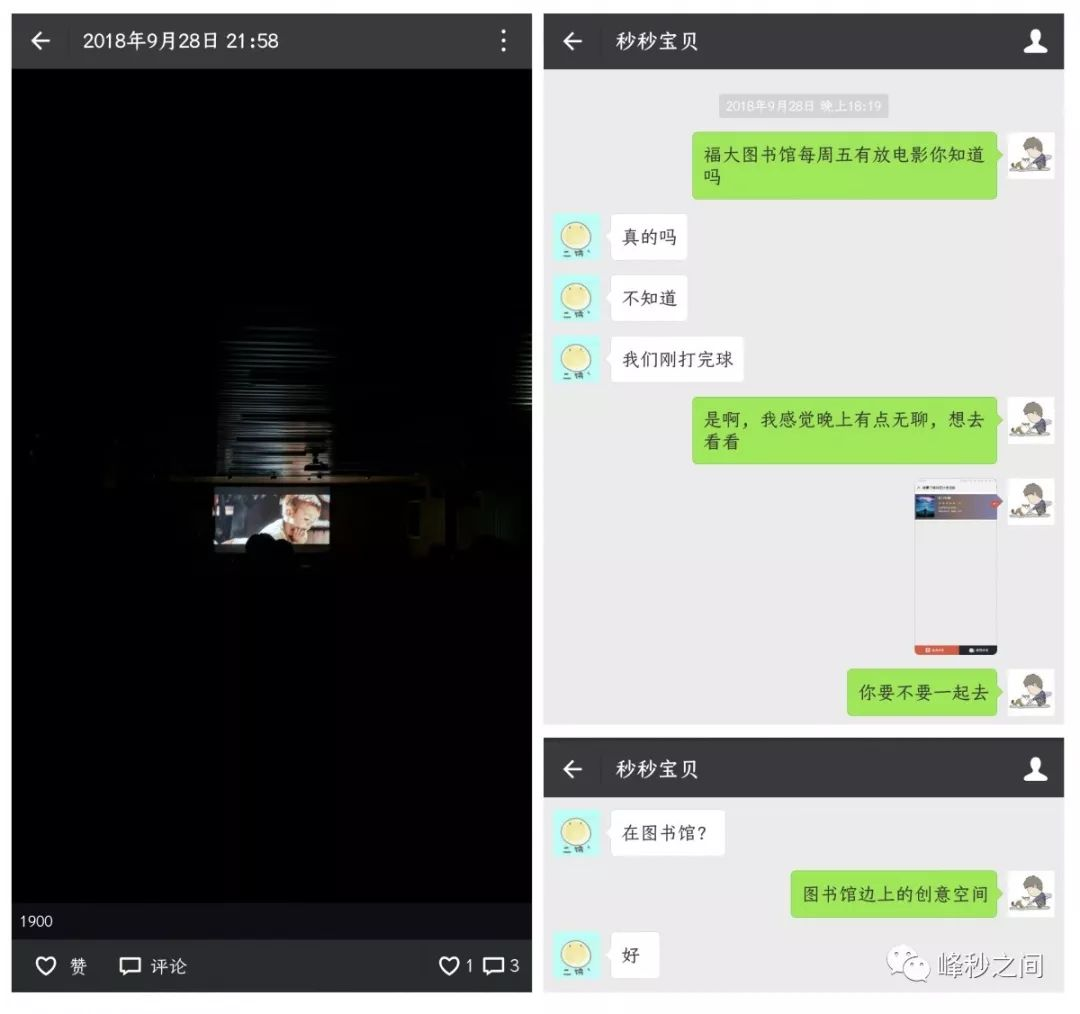 2018年9月28日 21:58
1900
赞
评论
1
3
秒秒宝贝
2018年9月28日 晚上18:19
福大图书馆每周五有放电影你知道
吗
真的吗
不知道
我们刚打完球
是啊，我感觉晚上有点无聊，想去
看看
你要不要一起去
秒秒宝贝
在图书馆？
图书馆边上的创意空间
好
峰秒之间